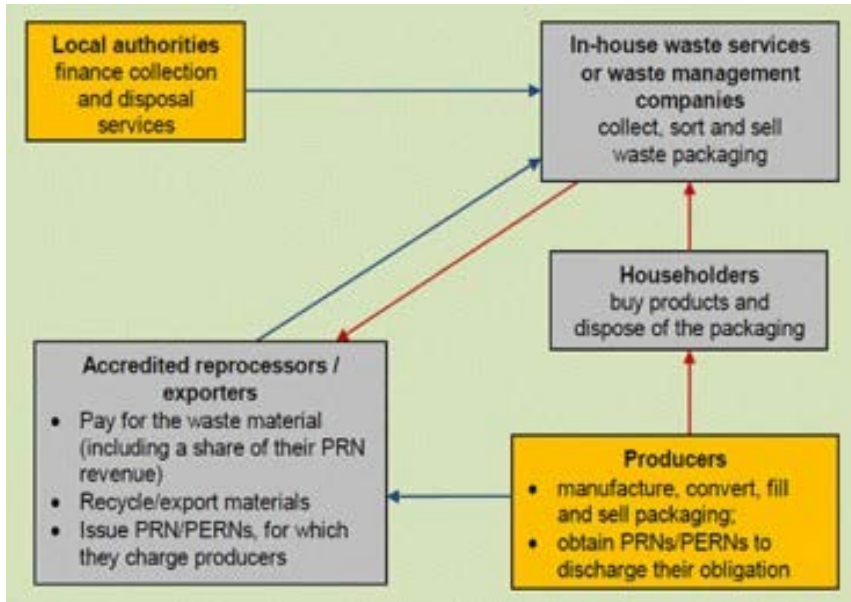 Local authorities
finance collection
and disposal
services
In-house waste services
or waste management
companies
collect, sort and sell
waste packaging
Householders
buy products and
dispose of the packaging
Accredited reprocessors /
exporters
• Pay for the waste material
(including a share of their PRN
revenue)
• Recycle/export materials
• Issue PRN/PERNs, for which
they charge producers
Producers
• manufacture, convert, fill
and sell packaging;
• obtain PRNs/PERNs to
discharge their obligation